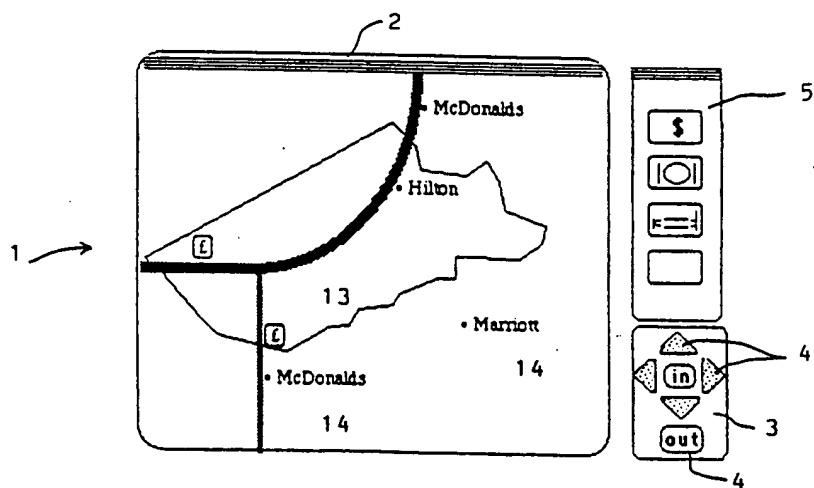 2
McDonalds
$
5
Hilton
1
£
13
£
Marriott
4
McDonalds
14
in
3
14
out
4